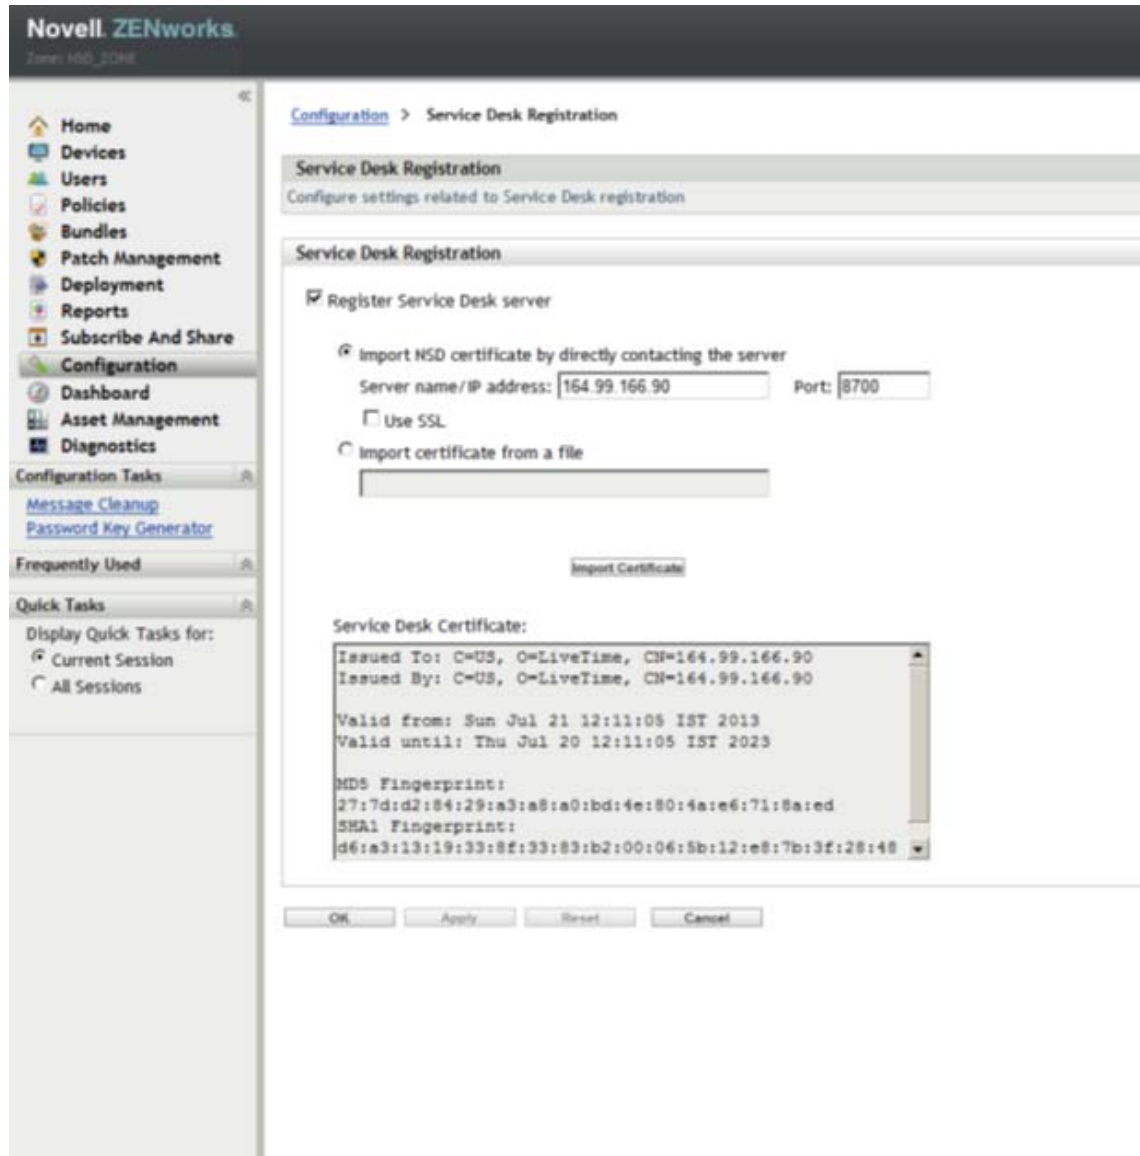 Novell ZENworks.
Zone: NSD_ZONE
Home
Devices
Users
Policies
Bundles
Patch Management
Deployment
Reports
Subscribe And Share
Configuration
Dashboard
Asset Management
Diagnostics
Configuration Tasks
Message Cleanup
Password Key Generator
Frequently Used
Quick Tasks
Display Quick Tasks for:
Current Session
All Sessions
Configuration > Service Desk Registration
Service Desk Registration
Configure settings related to Service Desk registration
Service Desk Registration
Register Service Desk server
Import NSD certificate by directly contacting the server
Server name/IP address: 164.99.166.90 Port: 8700
Use SSL
Import certificate from a file
Import Certificate
Service Desk Certificate:
Issued To: C=US, O=LiveTime, CN=164.99.166.90
Issued By: C=US, O=LiveTime, CN=164.99.166.90
Valid from: Sun Jul 21 12:11:05 IST 2013
Valid until: Thu Jul 20 12:11:05 IST 2023
MD5 Fingerprint:
27:7d:d2:84:29:a3:a8:a0:bd:4e:80:4a:e6:71:8a:ed
SHA1 Fingerprint:
d6:a3:13:19:33:8f:33:83:b2:00:06:5b:12:e8:7b:3f:28:48
OK Apply Reset Cancel